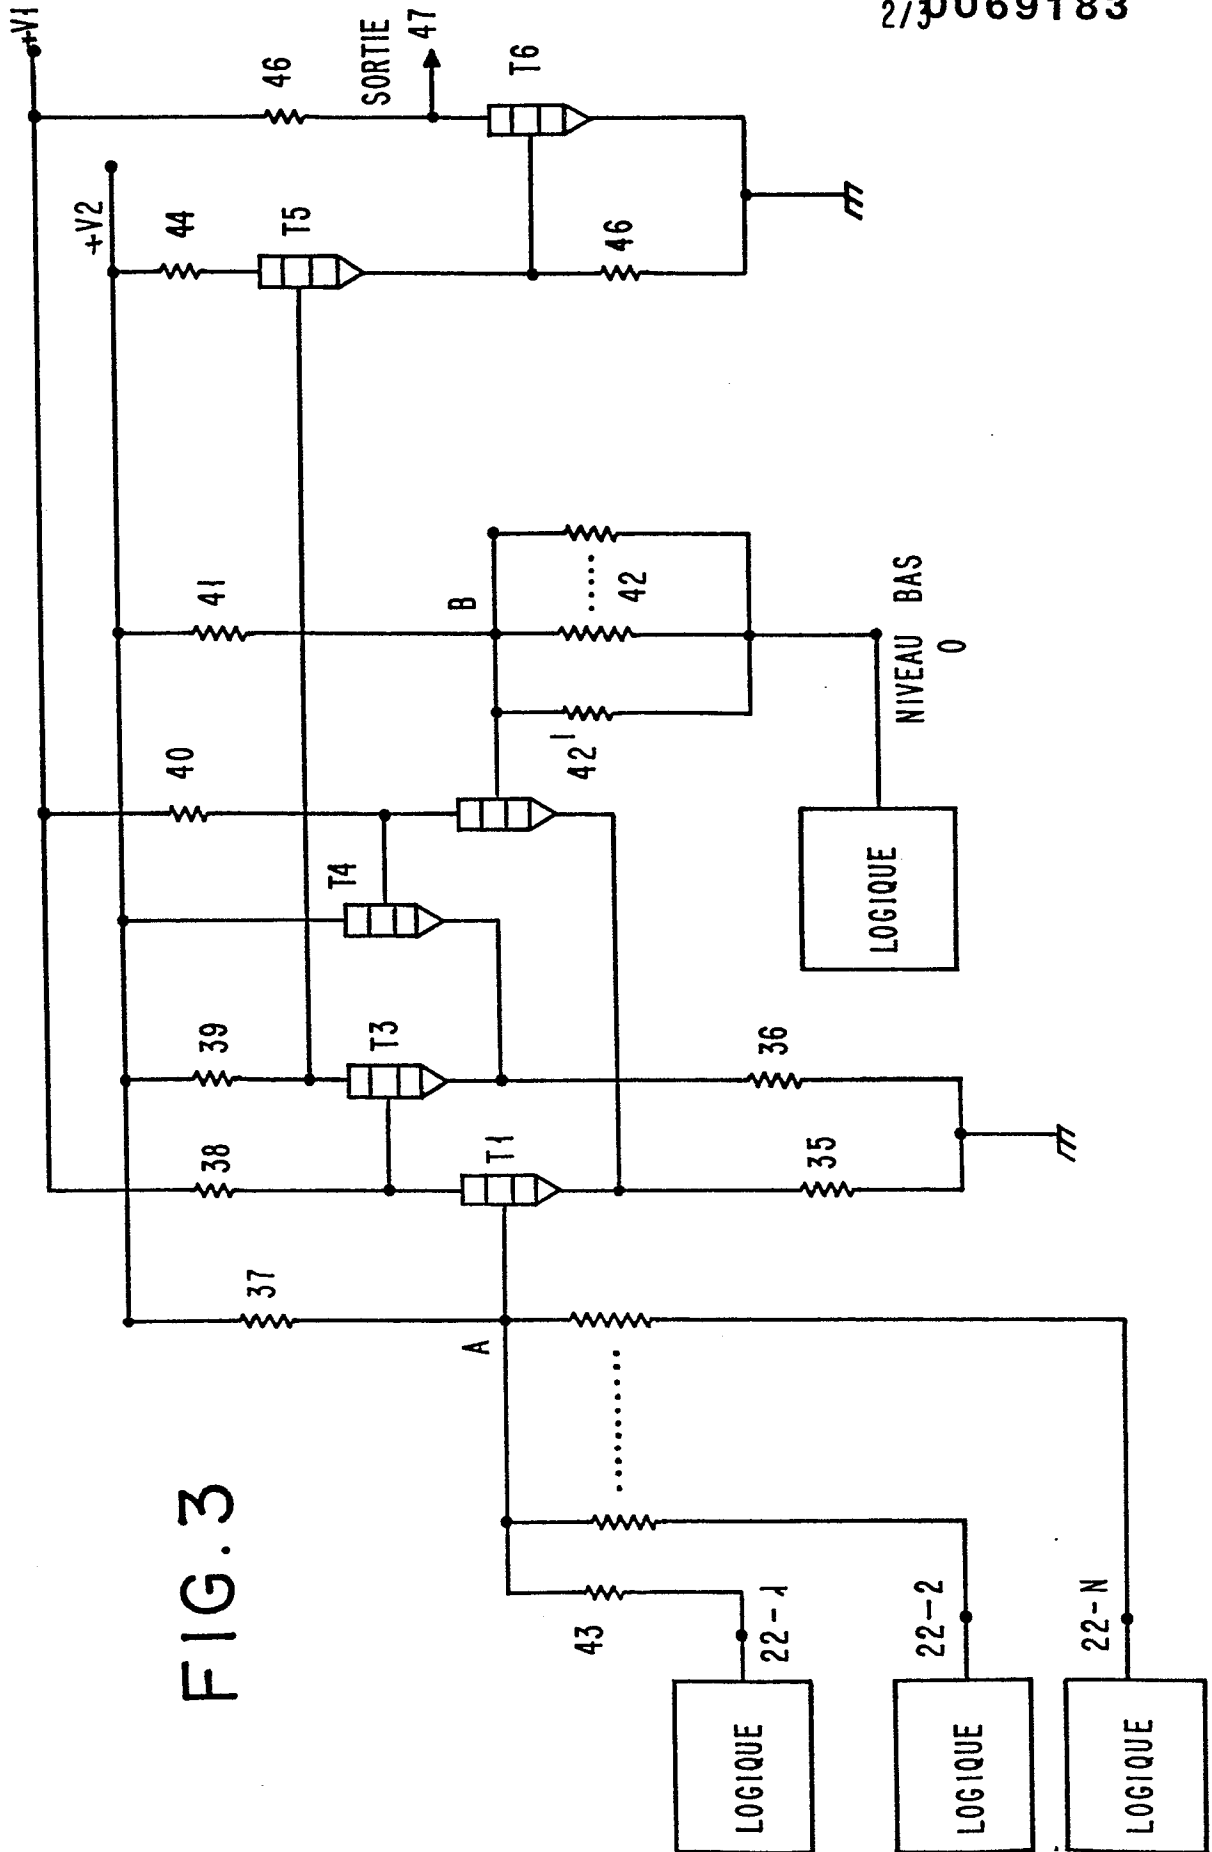 2/3
0069183
+V1
+V2
46
SORTIE
47
T6
44
T5
46
41
B
42
42'
NIVEAU BAS
0
40
T4
LOGIQUE
39
T3
36
38
T1
35
37
A
43
22-1
22-2
22-N
LOGIQUE
LOGIQUE
LOGIQUE
FIG.3